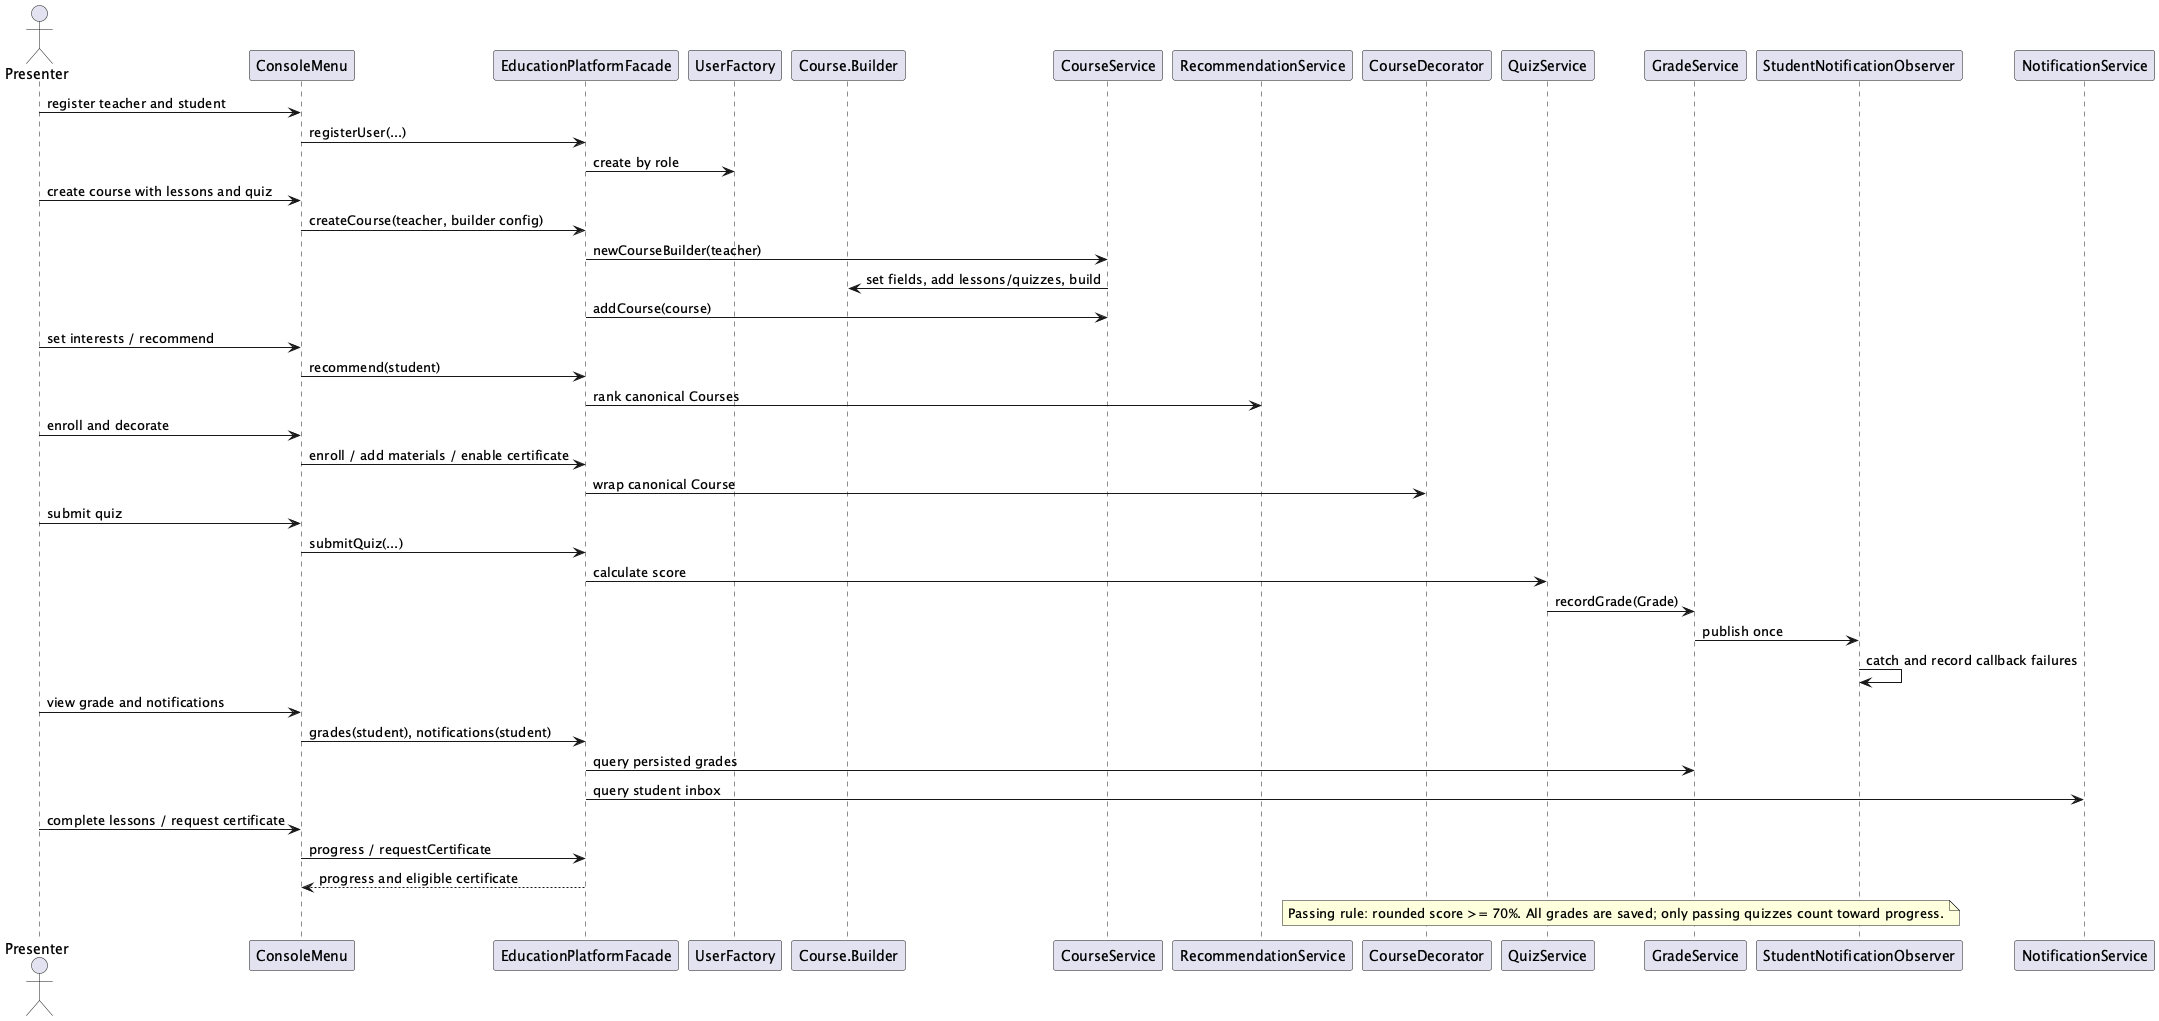 Presenter
ConsoleMenu
EducationPlatformFacade
UserFactory
Course.Builder
CourseService
RecommendationService
CourseDecorator
QuizService
GradeService
StudentNotificationObserver
NotificationService
register teacher and student
registerUser(...)
create by role
create course with lessons and quiz
createCourse(teacher, builder config)
newCourseBuilder(teacher)
set fields, add lessons/quizzes, build
addCourse(course)
set interests / recommend
recommend(student)
rank canonical Courses
enroll and decorate
enroll / add materials / enable certificate
wrap canonical Course
submit quiz
submitQuiz(...)
calculate score
recordGrade(Grade)
publish once
catch and record callback failures
view grade and notifications
grades(student), notifications(student)
query persisted grades
query student inbox
complete lessons / request certificate
progress / requestCertificate
progress and eligible certificate
Passing rule: rounded score >= 70%. All grades are saved; only passing quizzes count toward progress.
Presenter
ConsoleMenu
EducationPlatformFacade
UserFactory
Course.Builder
CourseService
RecommendationService
CourseDecorator
QuizService
GradeService
StudentNotificationObserver
NotificationService